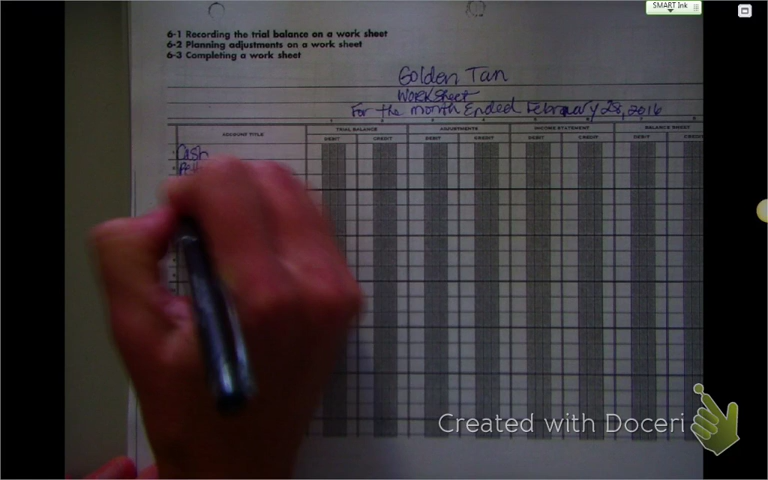 SMART Ink
6-1 Recording the trial balance on a work sheet
6-2 Planning adjustments on a work sheet
6-3 Completing a work sheet
Golden Tan
Worksheet
For the month Ended February 28, 2016
ACCOUNT TITLE TRIAL BALANCE ADJUSTMENTS INCOME STATEMENT BALANCE SHEET
DEBIT CREDIT DEBIT CREDIT DEBIT CREDIT DEBIT CREDIT
Cash
Created with Doceri